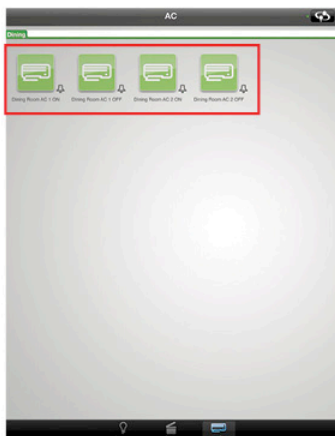 AC
Dining
Dining Room AC 1 ON
Dining Room AC 1 OFF
Dining Room AC 2 ON
Dining Room AC 2 OFF